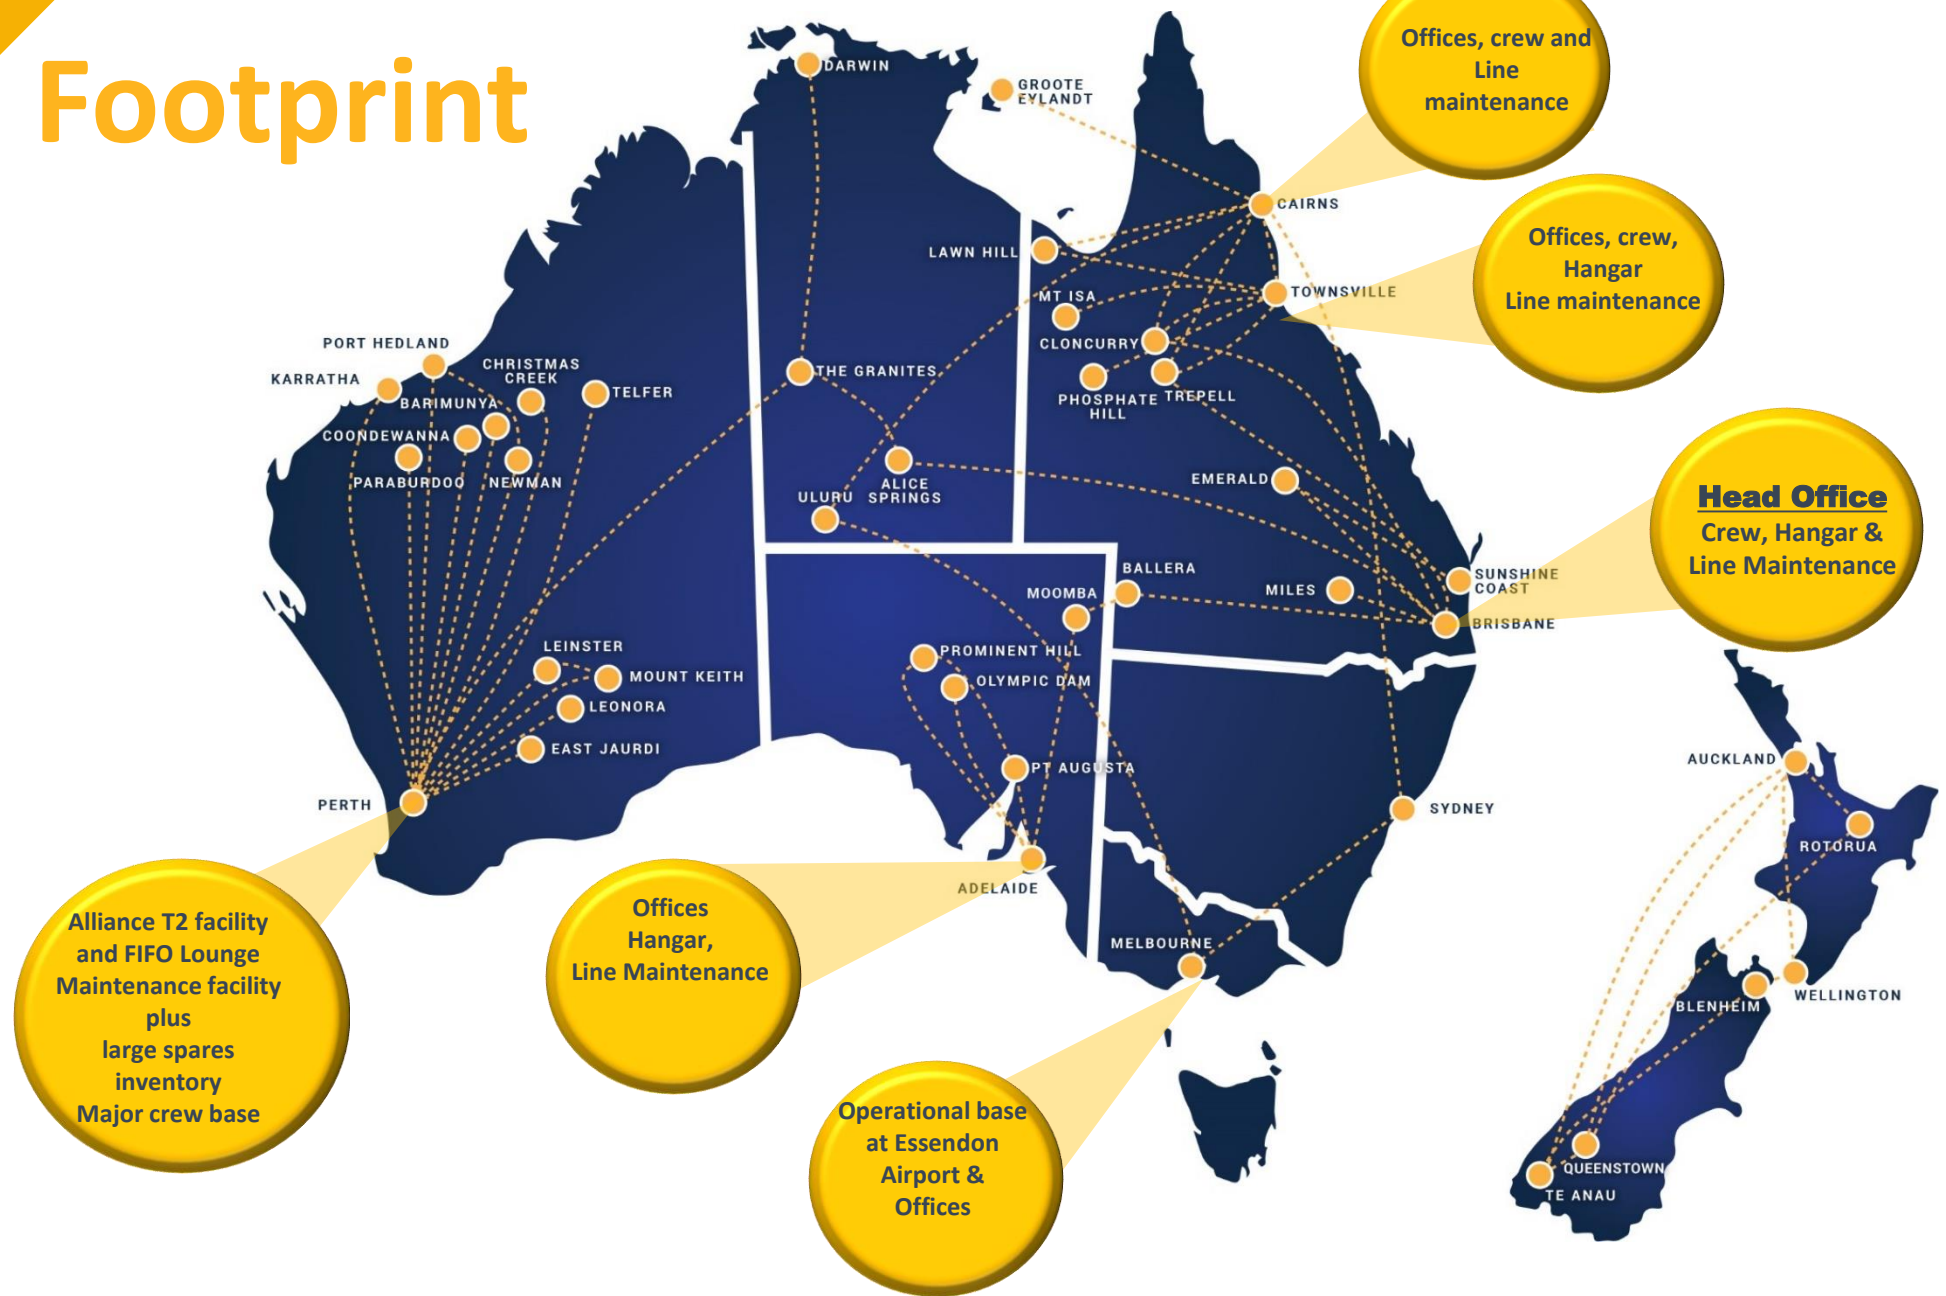 Footprint
Offices, crew and
Line
maintenance
DARWIN
GROOTE
EYLANDT
CAIRNS
Offices, crew,
Hangar
Line maintenance
LAWN HILL
MT ISA
TOWNSVILLE
CLONCURRY
PORT HEDLAND
KARRATHA
CHRISTMAS
CREEK
BARIMUNYA
TELFER
THE GRANITES
PHOSPHATE
HILL
TREPELL
COONDEWANNA
PARABURDOO
NEWMAN
ULURU
ALICE
SPRINGS
EMERALD
Head Office
Crew, Hangar &
Line Maintenance
BALLERA
MOOMBA
MILES
SUNSHINE
COAST
BRISBANE
LEINSTER
MOUNT KEITH
LEONORA
EAST JAURDI
PROMINENT HILL
OLYMPIC DAM
PT AUGUSTA
PERTH
SYDNEY
AUCKLAND
ROTORUA
ADELAIDE
MELBOURNE
Alliance T2 facility
and FIFO Lounge
Maintenance facility
plus
large spares
inventory
Major crew base
Offices
Hangar,
Line Maintenance
Operational base
at Essendon
Airport &
Offices
BLENHEIM
WELLINGTON
QUEENSTOWN
TE ANAU